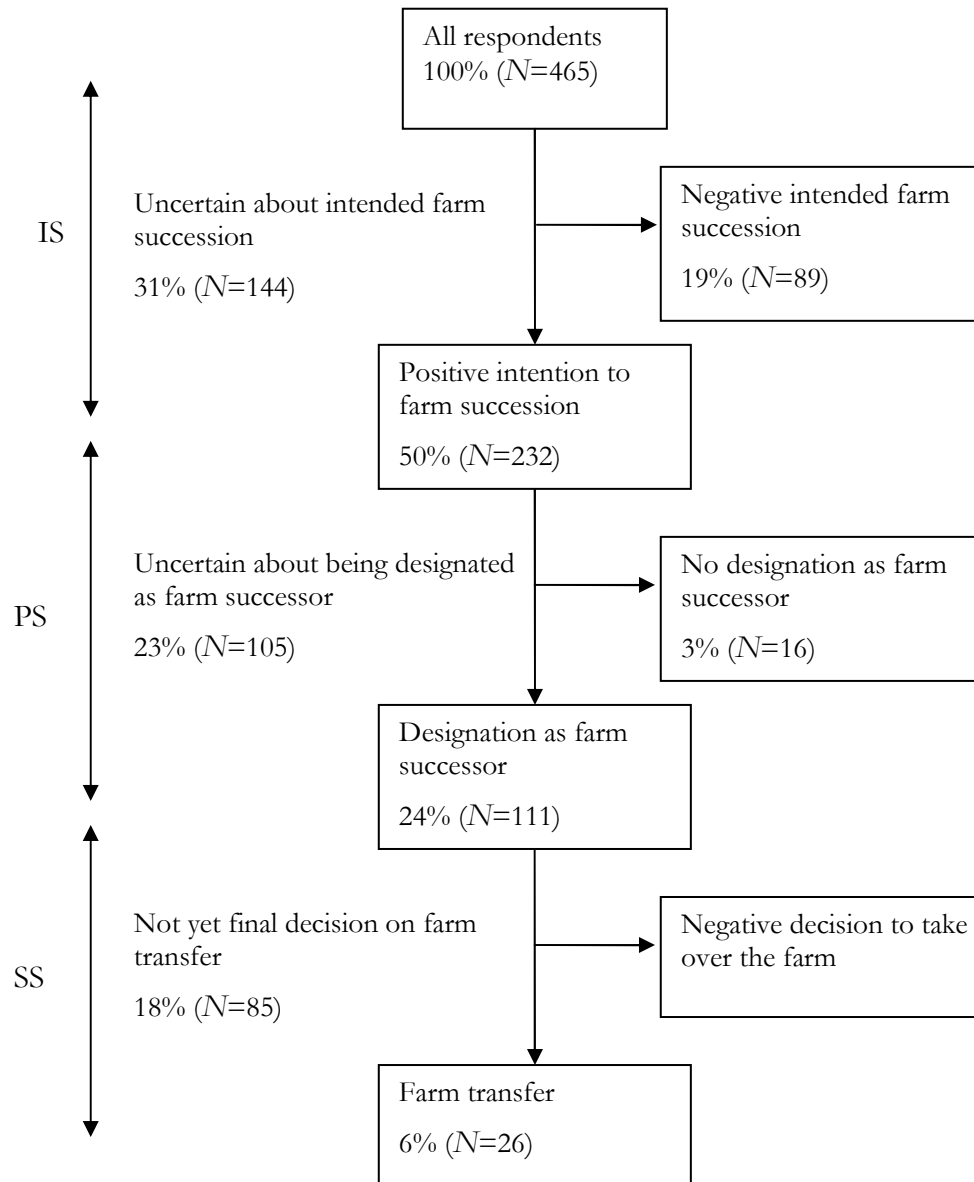 All respondents
100% (N=465)
IS
Uncertain about intended farm
succession
31% (N=144)
Negative intended farm
succession
19% (N=89)
Positive intention to
farm succession
50% (N=232)
PS
Uncertain about being designated
as farm successor
23% (N=105)
No designation as farm
successor
3% (N=16)
Designation as farm
successor
24% (N=111)
SS
Not yet final decision on farm
transfer
18% (N=85)
Negative decision to take
over the farm
Farm transfer
6% (N=26)